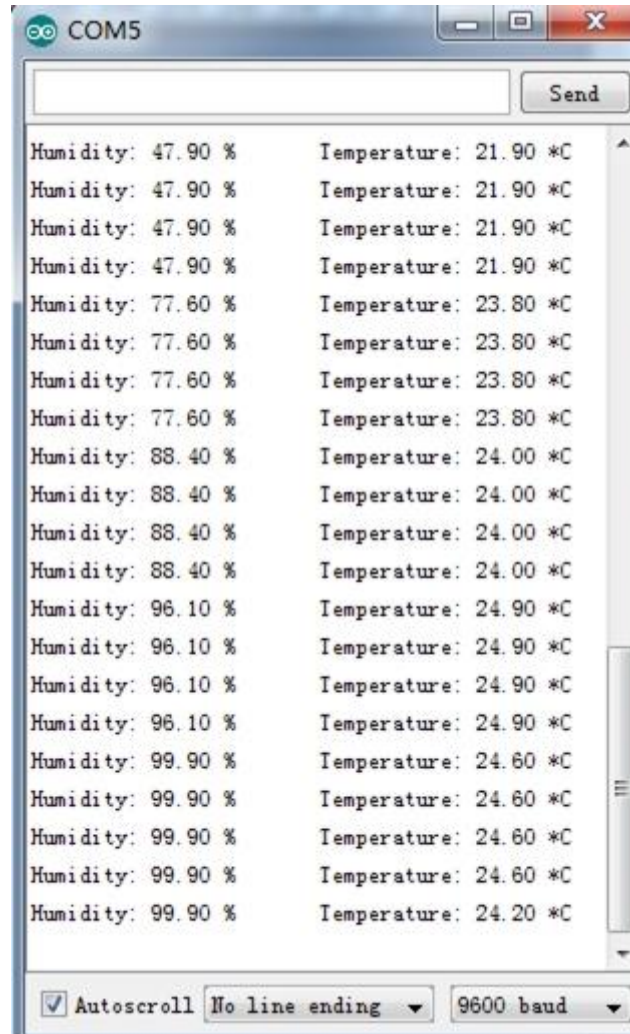 COM5
Send
Humidity: 47.90 % Temperature: 21.90 *C
Humidity: 47.90 % Temperature: 21.90 *C
Humidity: 47.90 % Temperature: 21.90 *C
Humidity: 47.90 % Temperature: 21.90 *C
Humidity: 77.60 % Temperature: 23.80 *C
Humidity: 77.60 % Temperature: 23.80 *C
Humidity: 77.60 % Temperature: 23.80 *C
Humidity: 77.60 % Temperature: 23.80 *C
Humidity: 88.40 % Temperature: 24.00 *C
Humidity: 88.40 % Temperature: 24.00 *C
Humidity: 88.40 % Temperature: 24.00 *C
Humidity: 88.40 % Temperature: 24.00 *C
Humidity: 96.10 % Temperature: 24.90 *C
Humidity: 96.10 % Temperature: 24.90 *C
Humidity: 96.10 % Temperature: 24.90 *C
Humidity: 96.10 % Temperature: 24.90 *C
Humidity: 99.90 % Temperature: 24.60 *C
Humidity: 99.90 % Temperature: 24.60 *C
Humidity: 99.90 % Temperature: 24.60 *C
Humidity: 99.90 % Temperature: 24.60 *C
Humidity: 99.90 % Temperature: 24.20 *C
Autoscroll No line ending 9600 baud